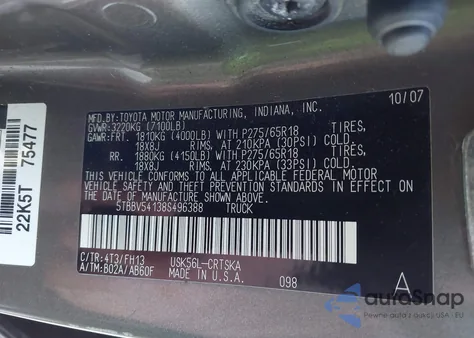 10/07
MFD.BY:TOYOTA MOTOR MANUFACTURING, INDIANA, INC.
GVWR:3220KG (7100LB)
GAWR:FRT. 1810KG (4000LB) WITH P275/65R18 TIRES,
18X8J RIMS, AT 210KPA (30PSI) COLD.
RR. 1880KG (4150LB) WITH P275/65R18 TIRES,
18X8J RIMS, AT 230KPA (33PSI) COLD.
THIS VEHICLE CONFORMS TO ALL APPLICABLE FEDERAL MOTOR
VEHICLE SAFETY AND THEFT PREVENTION STANDARDS IN
EFFECT ON THE DATE OF MANUFACTURE SHOWN ABOVE.
5TBBV54138S496388 TRUCK
C/TR:4T3/FH13 USK56L-CRTSKA
A/TM:B02A/AB60F MADE IN U.S.A. 098 A
22K5T 75477
autoSnap